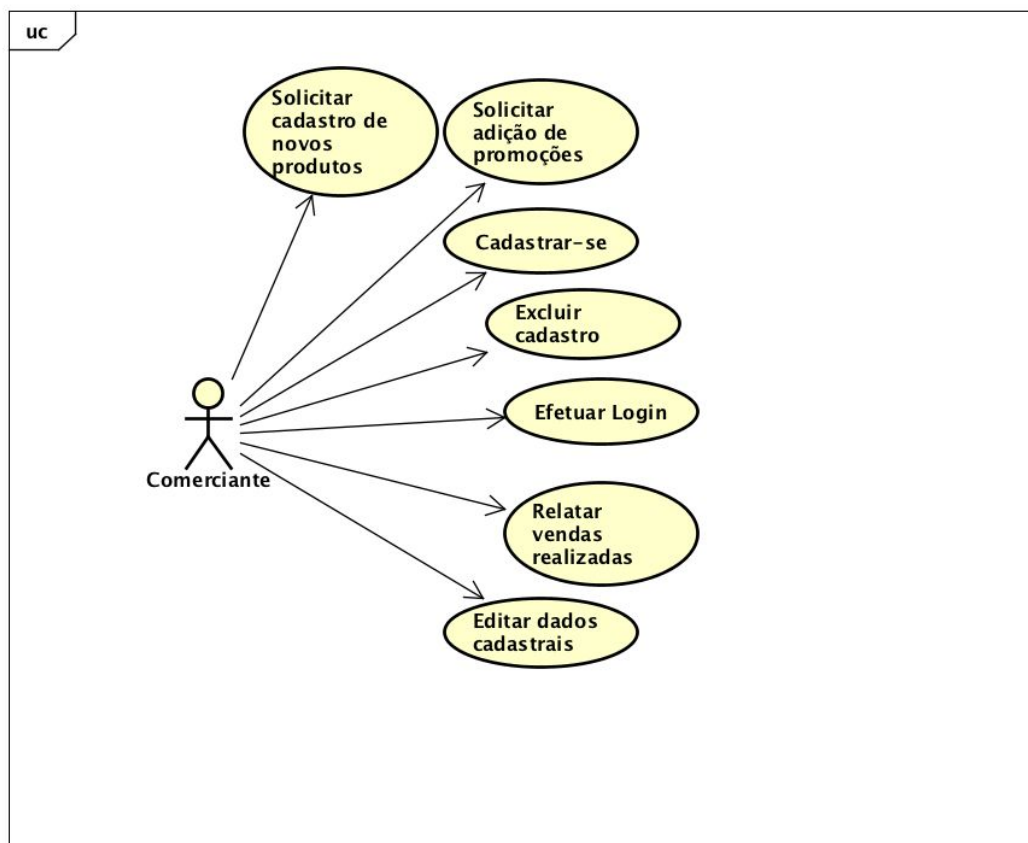 uc
Solicitar
cadastro de
novos
produtos
Solicitar
adição de
promoções
Cadastrar-se
Excluir
cadastro
Efetuar Login
Comerciante
Relatar
vendas
realizadas
Editar dados
cadastrais